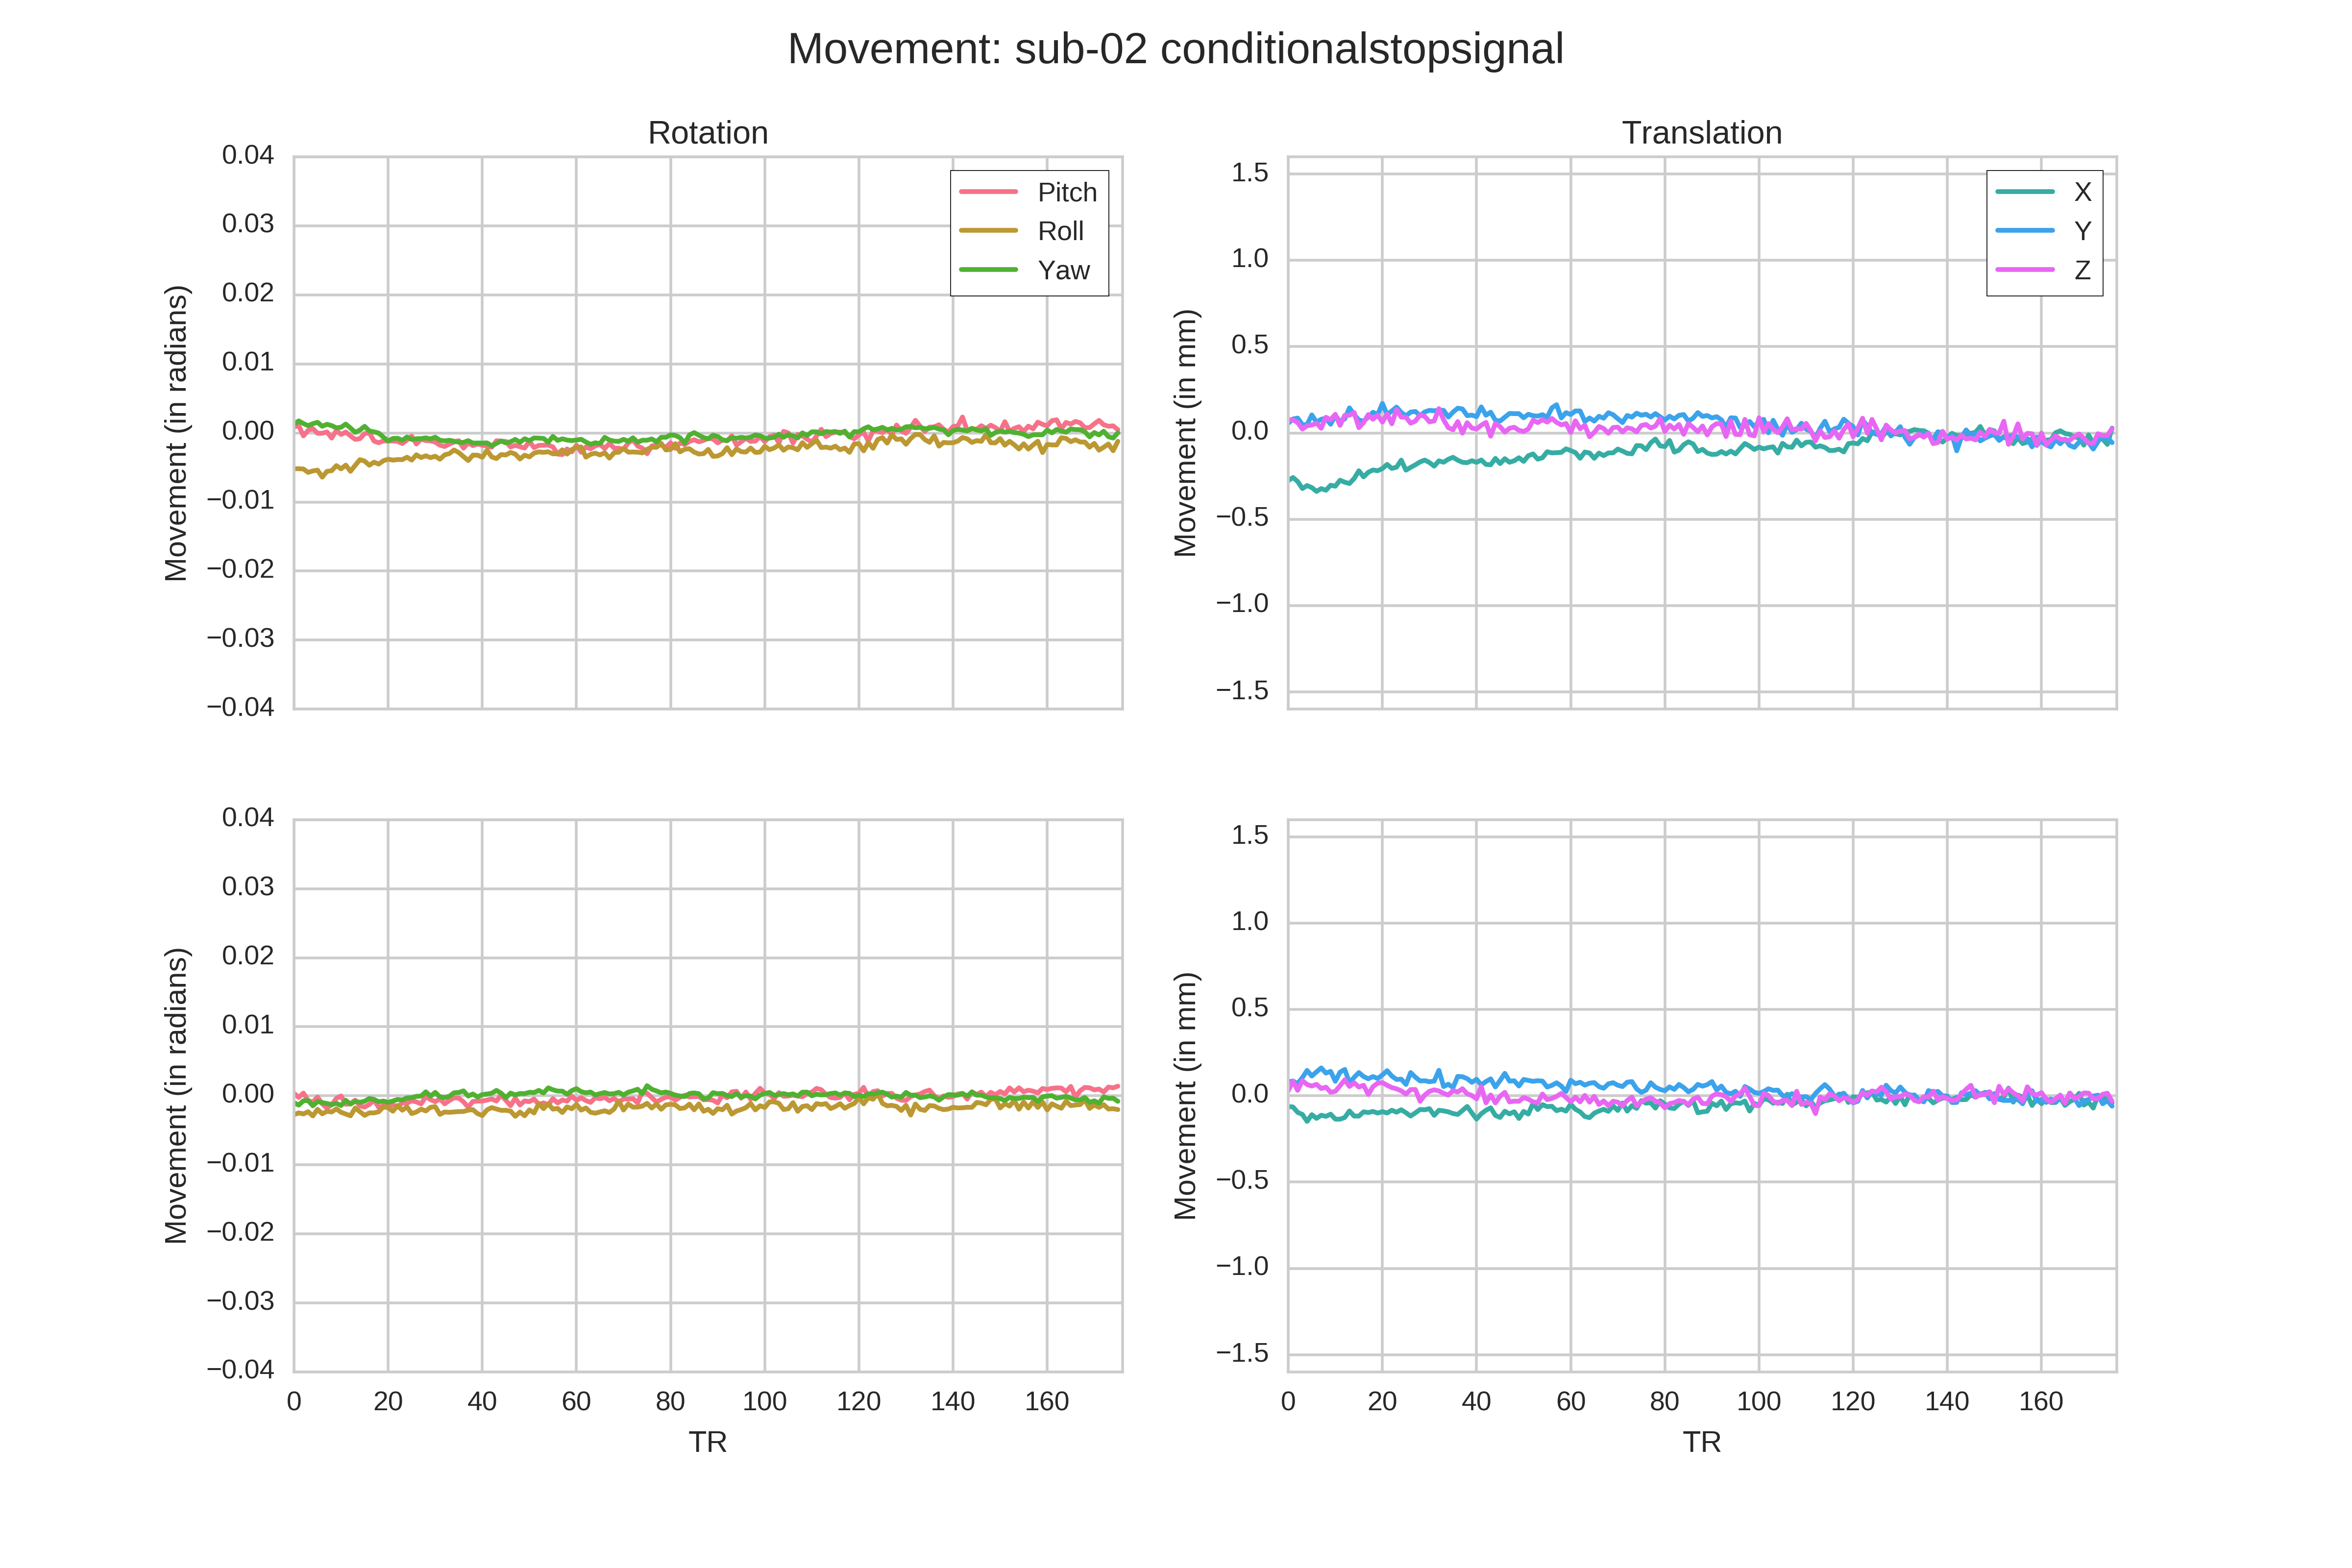 Movement: sub-02 conditionalstopsignal
Rotation
Movement (in radians)
0.04
0.03
0.02
0.01
0.00
−0.01
−0.02
−0.03
−0.04
Pitch
Roll
Yaw
Translation
Movement (in mm)
1.5
1.0
0.5
0.0
−0.5
−1.0
−1.5
X
Y
Z
Movement (in radians)
0.04
0.03
0.02
0.01
0.00
−0.01
−0.02
−0.03
−0.04
0 20 40 60 80 100 120 140 160
TR
Movement (in mm)
1.5
1.0
0.5
0.0
−0.5
−1.0
−1.5
0 20 40 60 80 100 120 140 160
TR